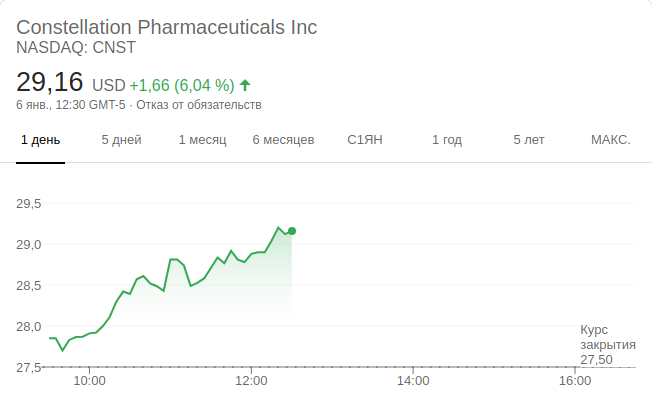 Constellation Pharmaceuticals Inc
NASDAQ: CNST
29,16 USD +1,66 (6,04 %)
6 янв., 12:30 GMT-5 · Отказ от обязательств
1 день 5 дней 1 месяц 6 месяцев С1ЯН 1 год 5 лет МАКС.
29,5
29,0
28,5
28,0
27,5
Курс
закрытия
27,50
10:00 12:00 14:00 16:00